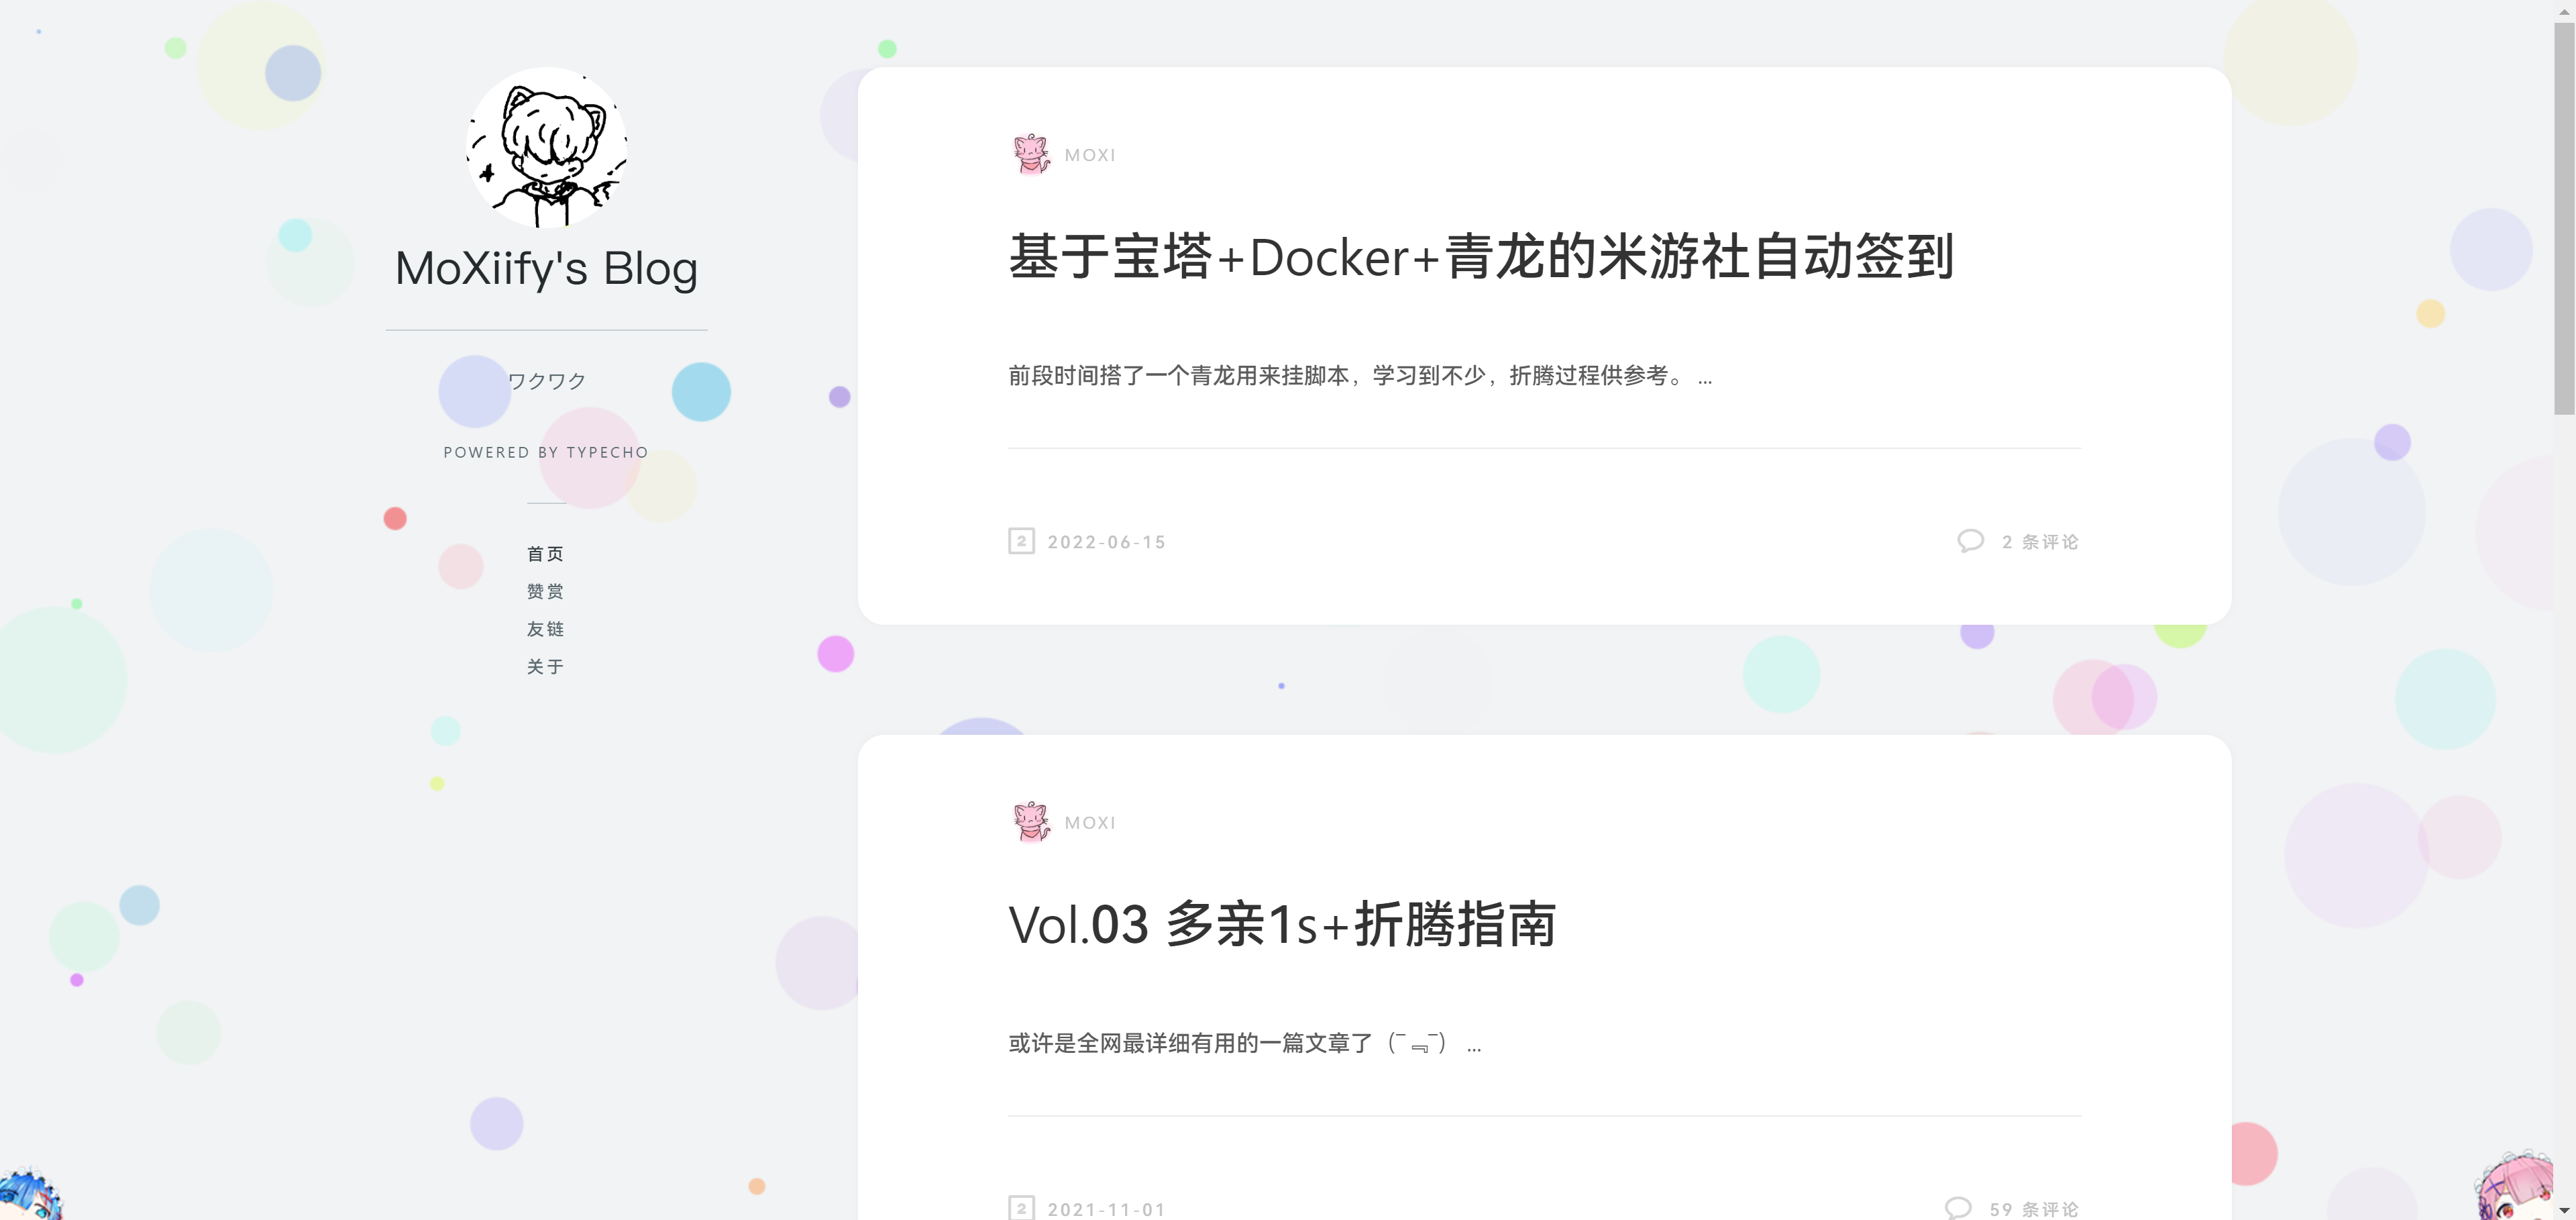 MoXiify's Blog
ワクワク
POWERED BY TYPECHO
首页
赞赏
友链
关于
MOXI
基于宝塔+Docker+青龙的米游社自动签到
前段时间搭了一个青龙用来挂脚本，学习到不少，折腾过程供参考。 ...
2 2022-06-15
2 条评论
MOXI
Vol.03 多亲1s+折腾指南
或许是全网最详细有用的一篇文章了（‾﹃‾） ...
2 2021-11-01
59 条评论